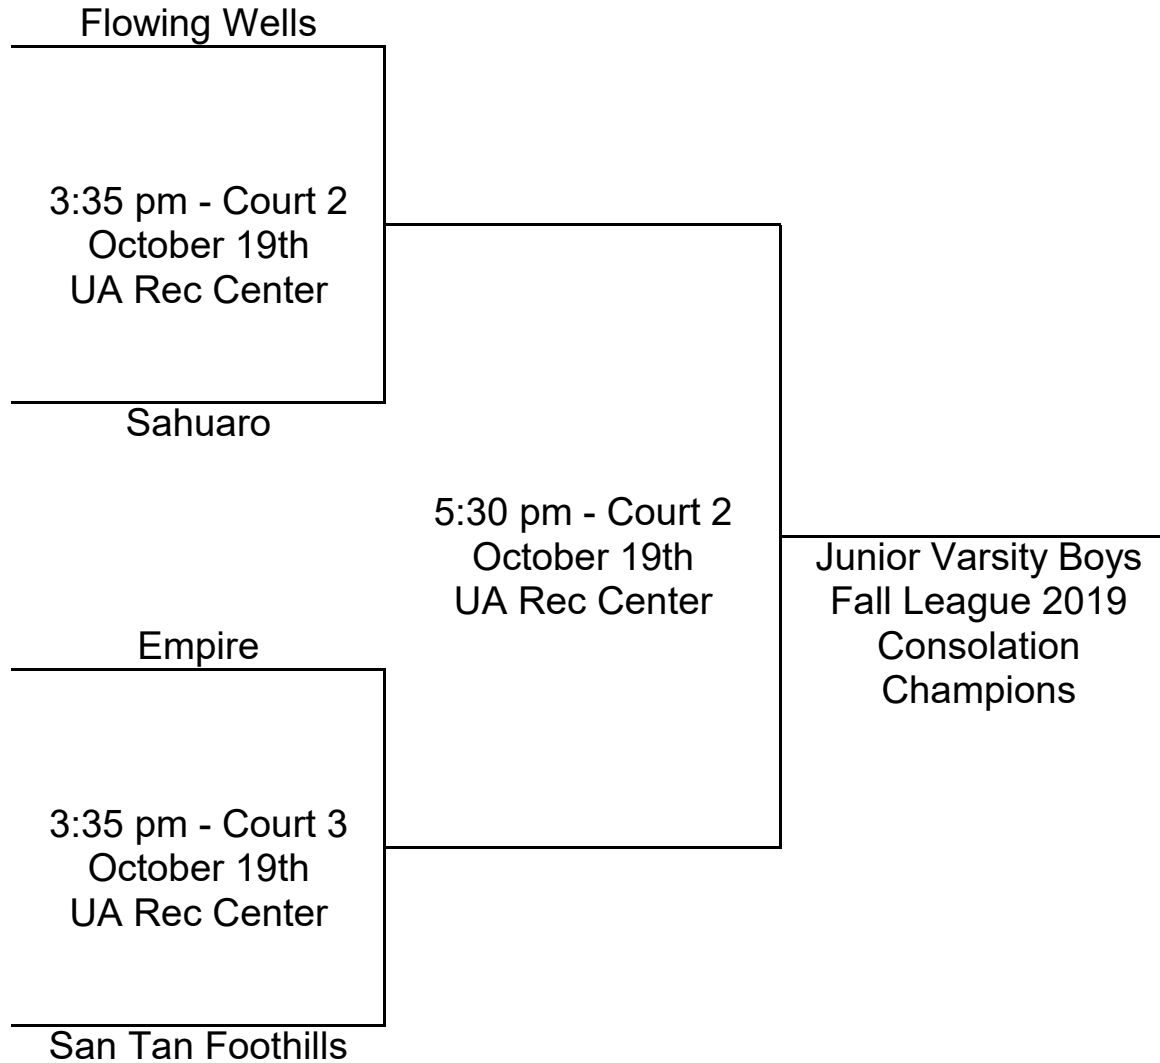 Flowing Wells
3:35 pm - Court 2
October 19th
UA Rec Center
Sahuaro
5:30 pm - Court 2
October 19th
UA Rec Center
Junior Varsity Boys
Fall League 2019
Consolation
Champions
Empire
3:35 pm - Court 3
October 19th
UA Rec Center
San Tan Foothills